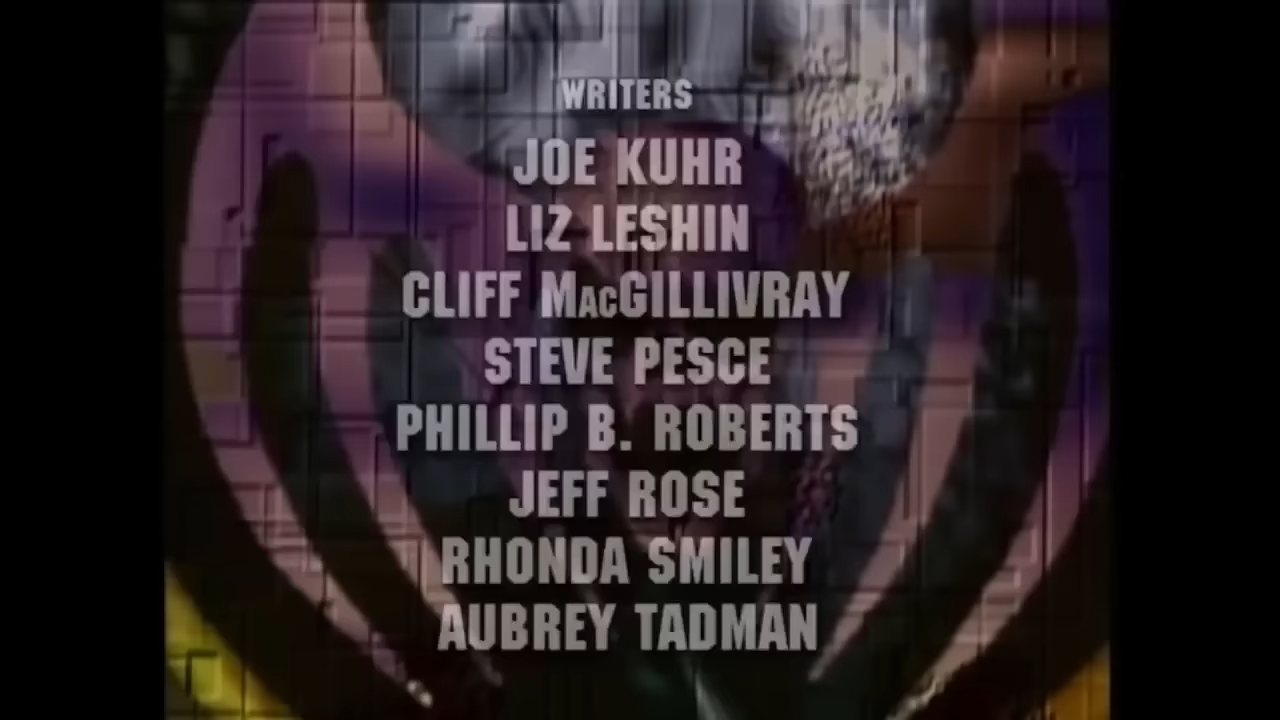 WRITERS
JOE KUHR
LIZ LESHIN
CLIFF MacGILLIVRAY
STEVE PESCE
PHILLIP B. ROBERTS
JEFF ROSE
RHONDA SMILEY
AUBREY TADMAN